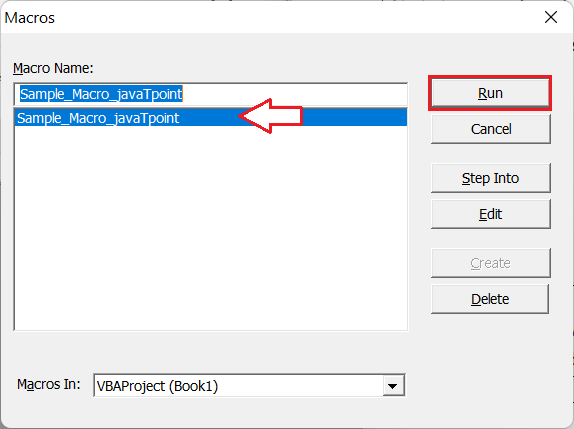 Macros
Macro Name:
Sample_Macro_javaTpoint
Sample_Macro_javaTpoint
Run
Cancel
Step Into
Edit
Create
Delete
Macros In:
VBAProject (Book1)